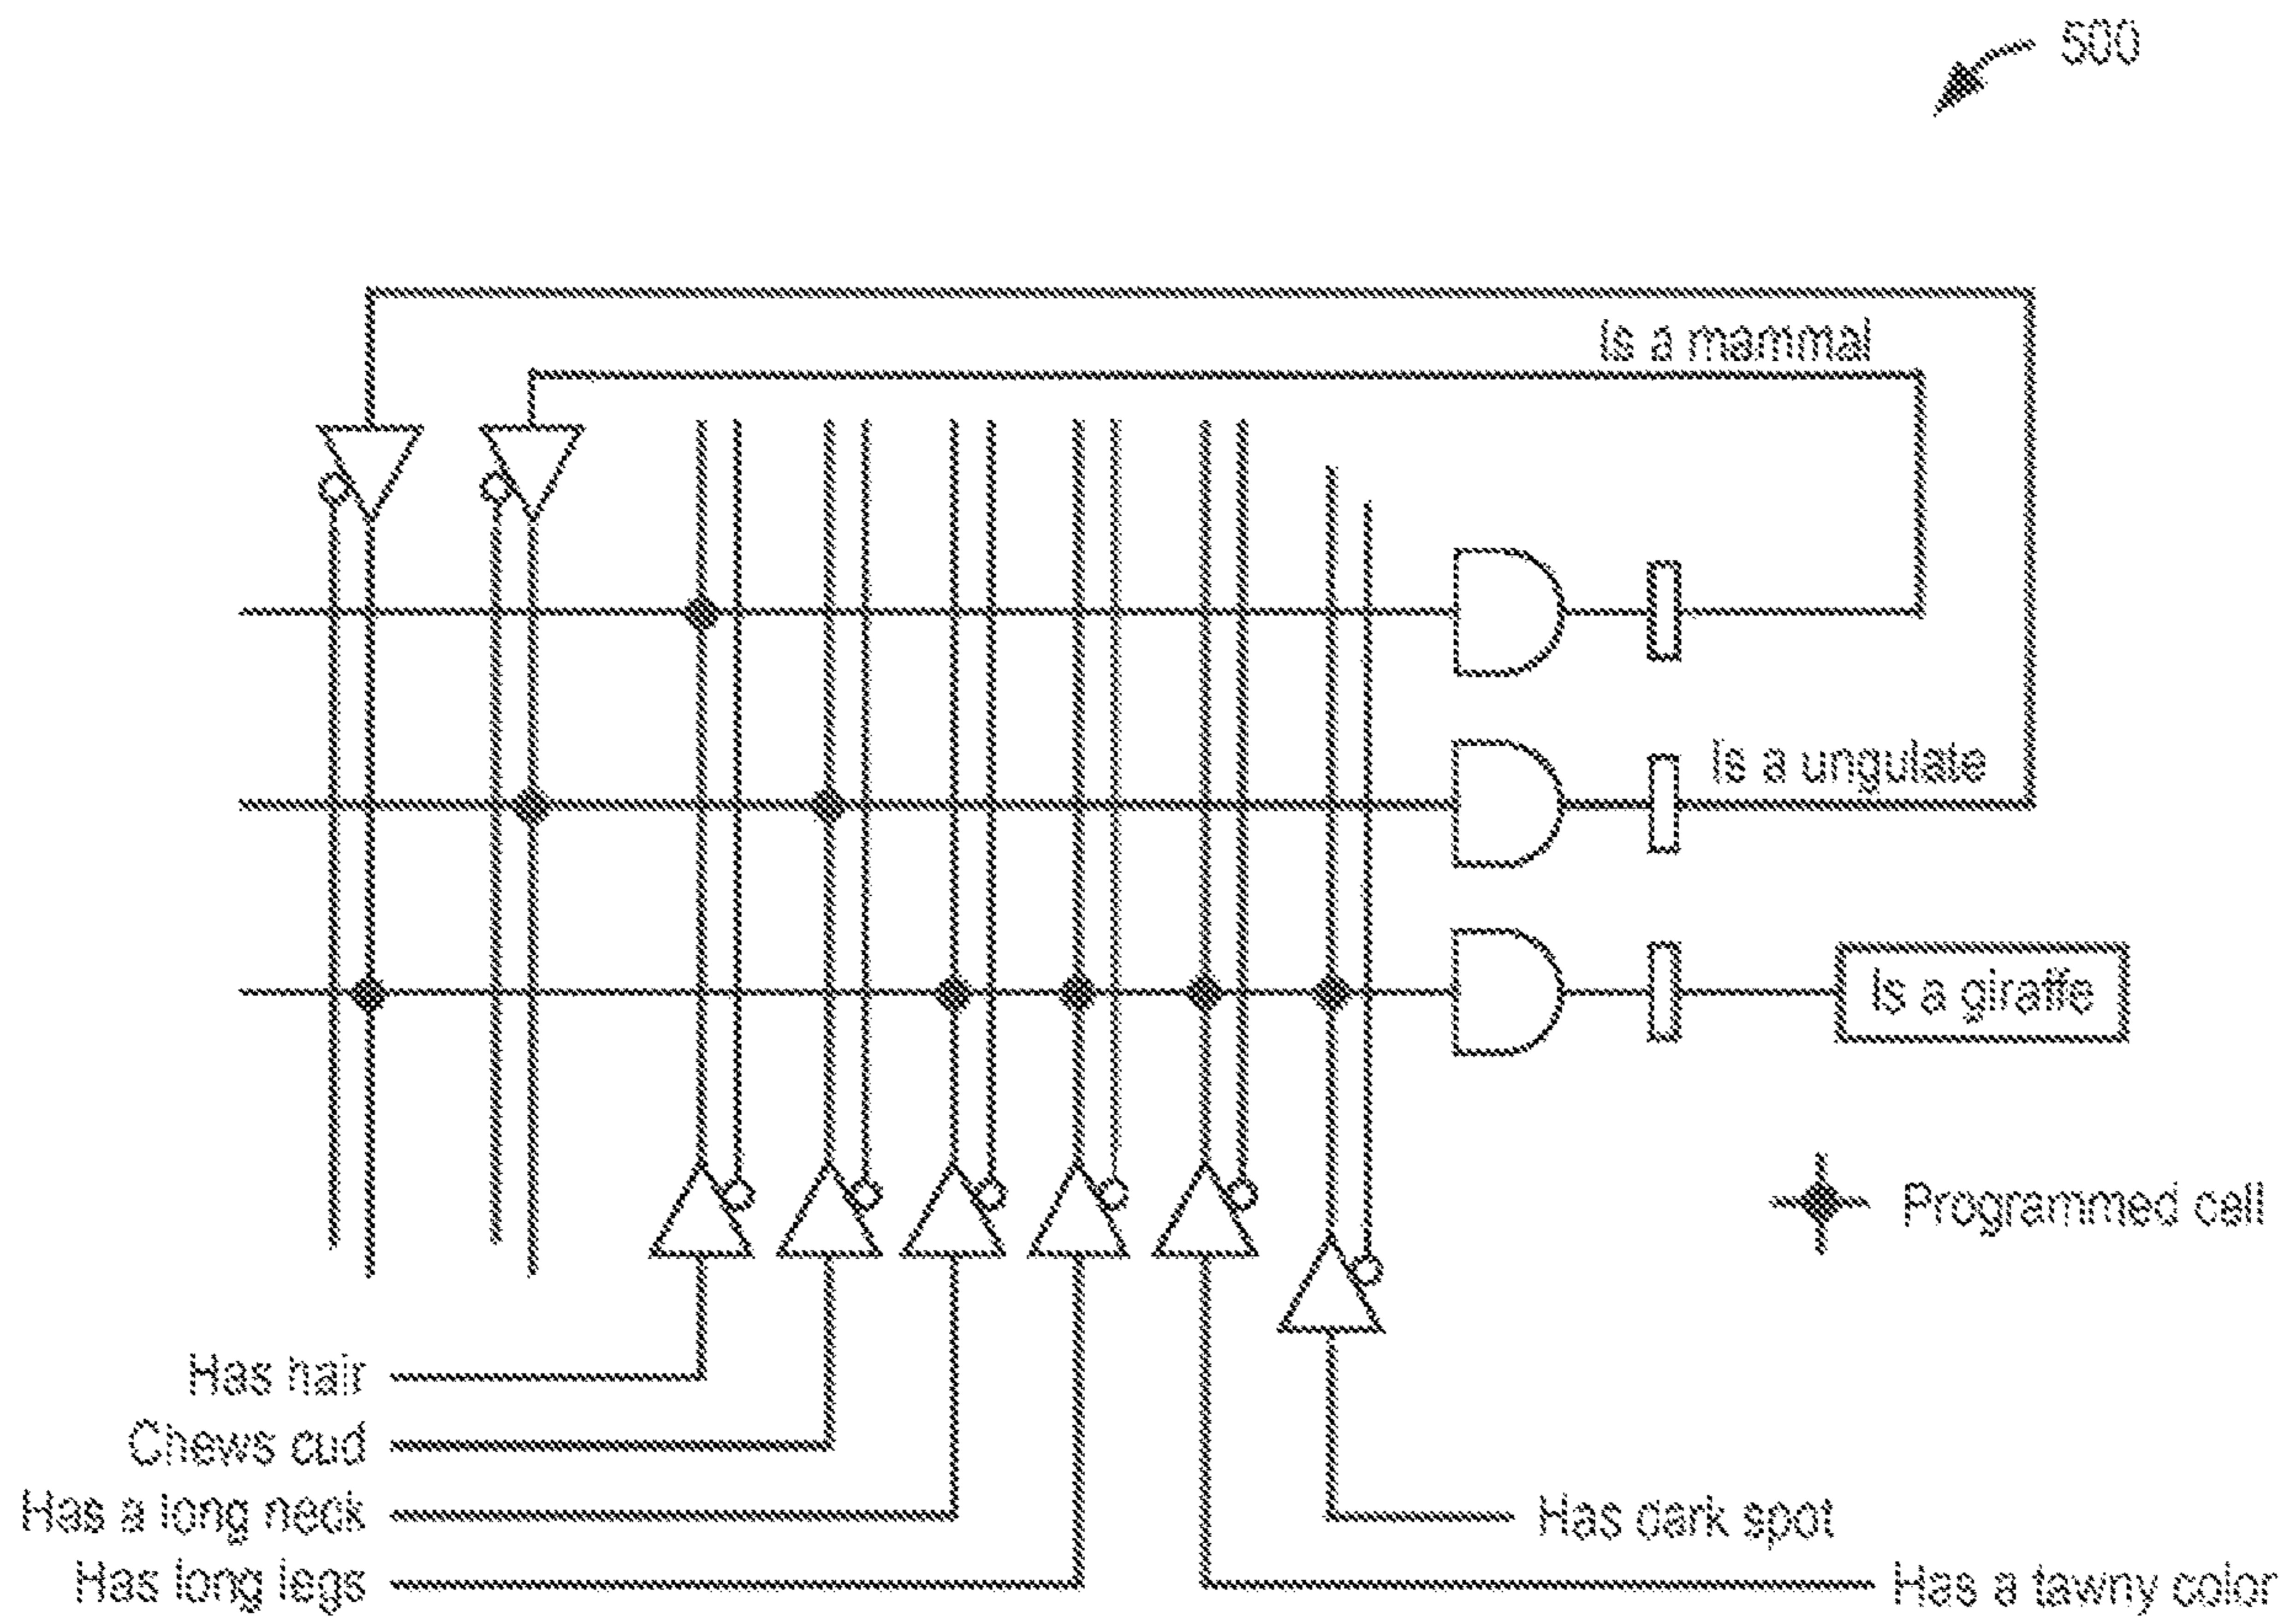 500
Is a mammal
Is a ungulate
Is a giraffe
Programmed cell
Has hair
Chews cud
Has a long neck
Has long legs
Has dark spot
Has a tawny color